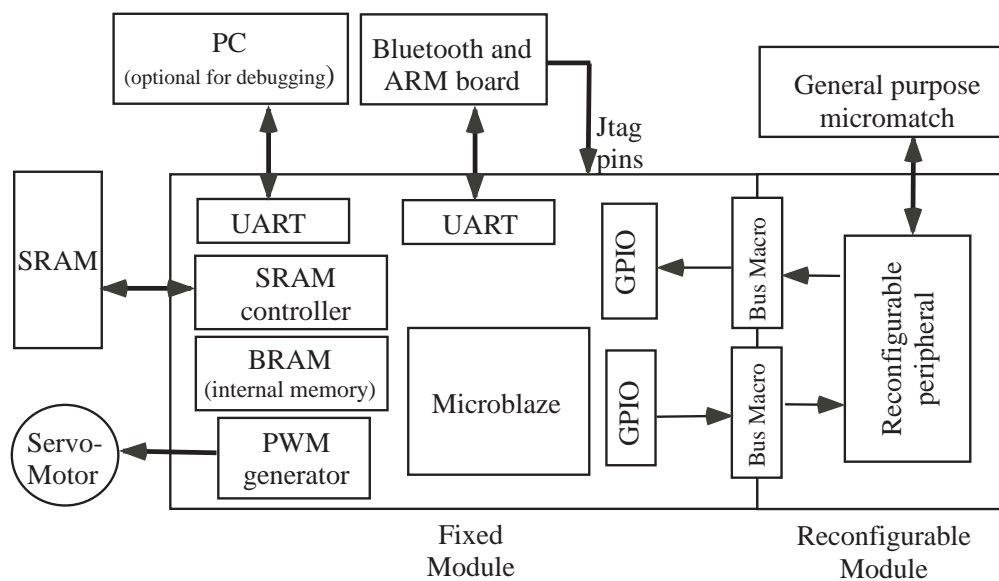 PC
(optional for debugging)
Bluetooth and
ARM board
General purpose
micromatch
Jtag
pins
SRAM
UART
UART
GPIO
Bus Macro
SRAM
controller
BRAM
(internal memory)
Microblaze
GPIO
Bus Macro
Reconfigurable
peripheral
Servo-
Motor
PWM
generator
Fixed
Module
Reconfigurable
Module